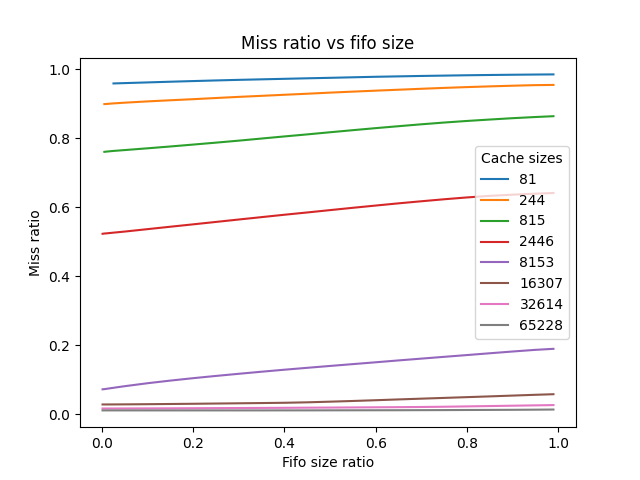 Miss ratio vs fifo size
Miss ratio
1.0
0.8
0.6
0.4
0.2
0.0
Cache sizes
81
244
815
2446
8153
16307
32614
65228
0.0 0.2 0.4 0.6 0.8 1.0
Fifo size ratio